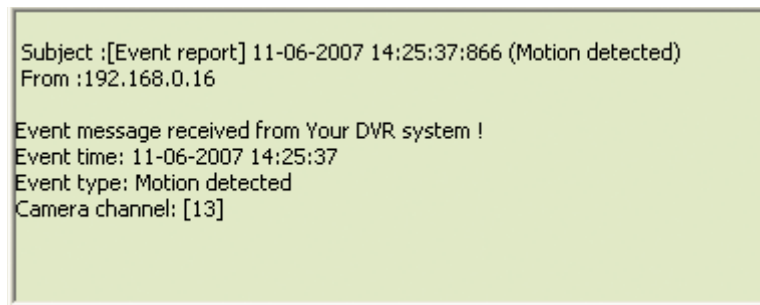 Subject :[Event report] 11-06-2007 14:25:37:866 (Motion detected)
From :192.168.0.16
Event message received from Your DVR system !
Event time: 11-06-2007 14:25:37
Event type: Motion detected
Camera channel: [13]